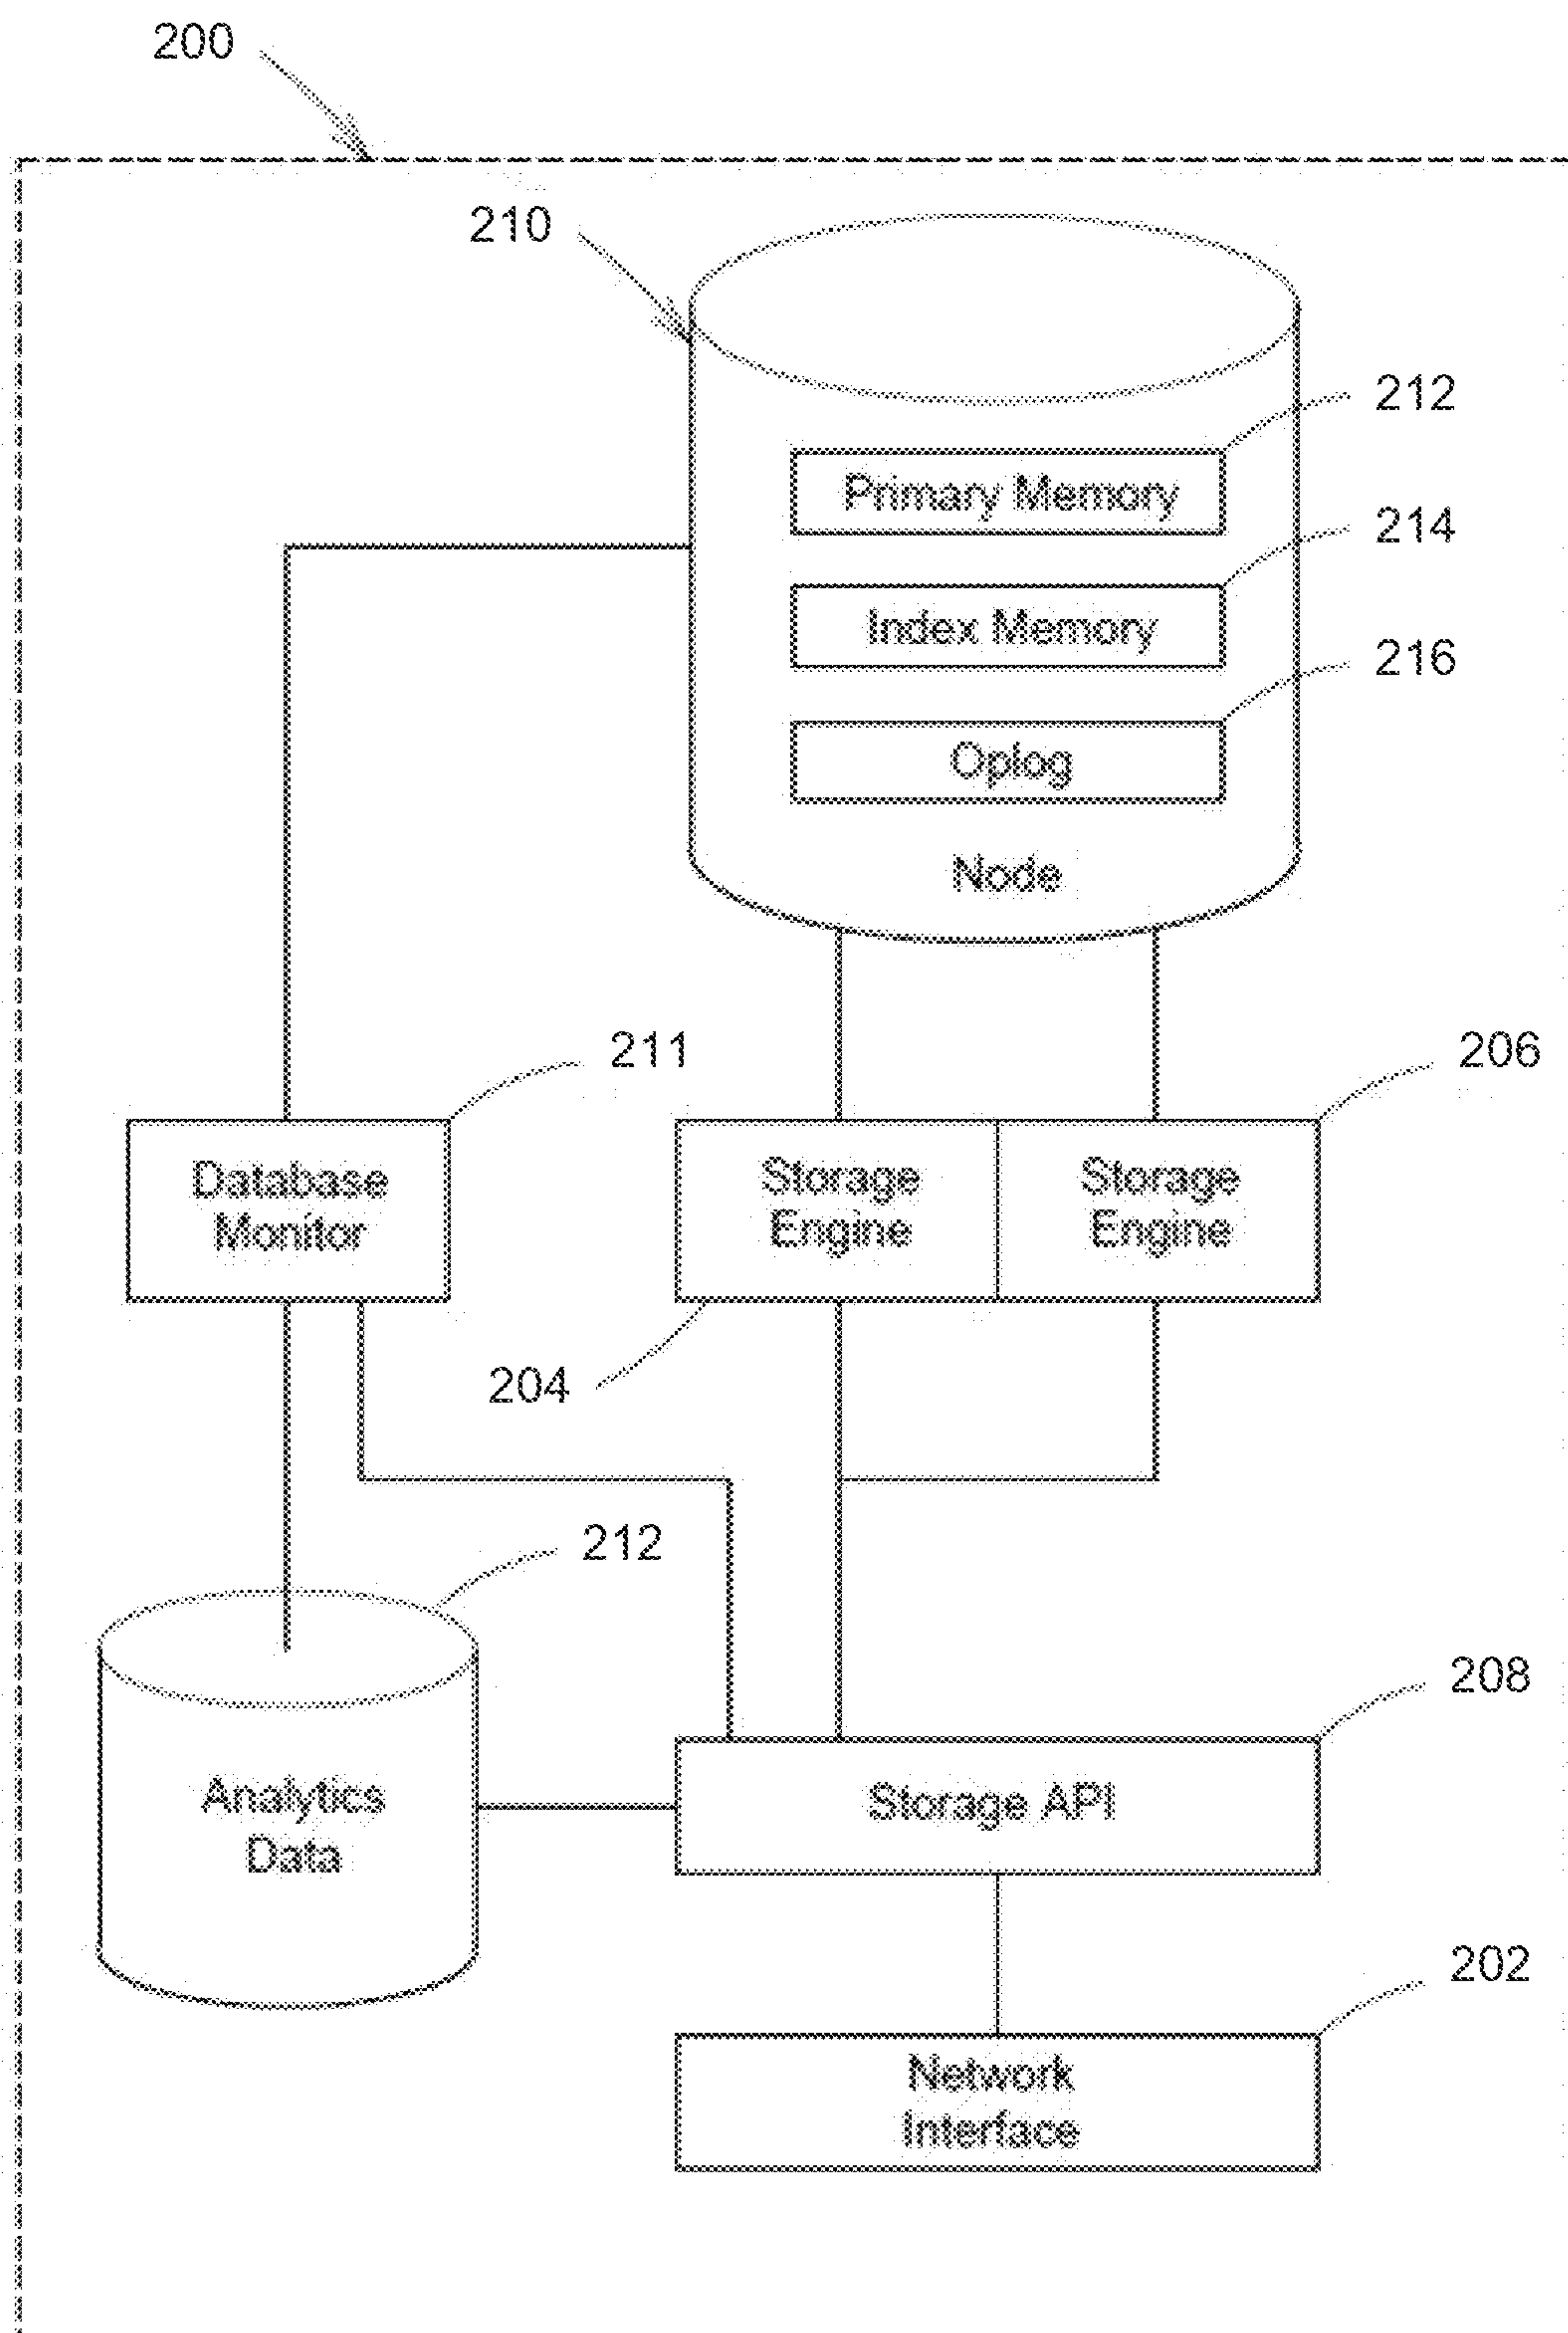 200
210
212
Primary Memory
214
Index Memory
216
Oplog
Node
211
206
Database
Monitor
Storage
Engine
Storage
Engine
204
212
208
Analytics
Data
Storage API
202
Network
Interface